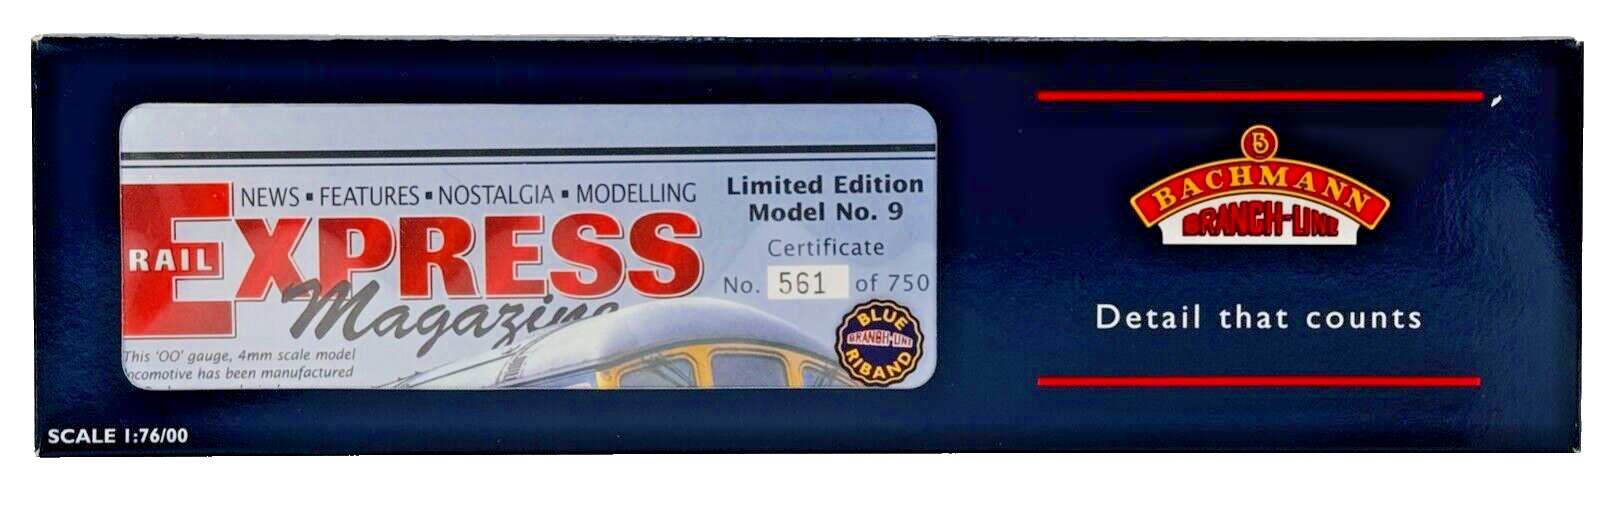 NEWS ▪ FEATURES ▪ NOSTALGIA ▪ MODELLING
RAIL EXPRESS
Magazine
This 'OO' gauge, 4mm scale model
locomotive has been manufactured
Limited Edition
Model No. 9
Certificate
No. 561 of 750
BLUE
BRANCH-LINE
RIBAND
B
BACHMANN
BRANCH-LINE
Detail that counts
SCALE 1:76/00